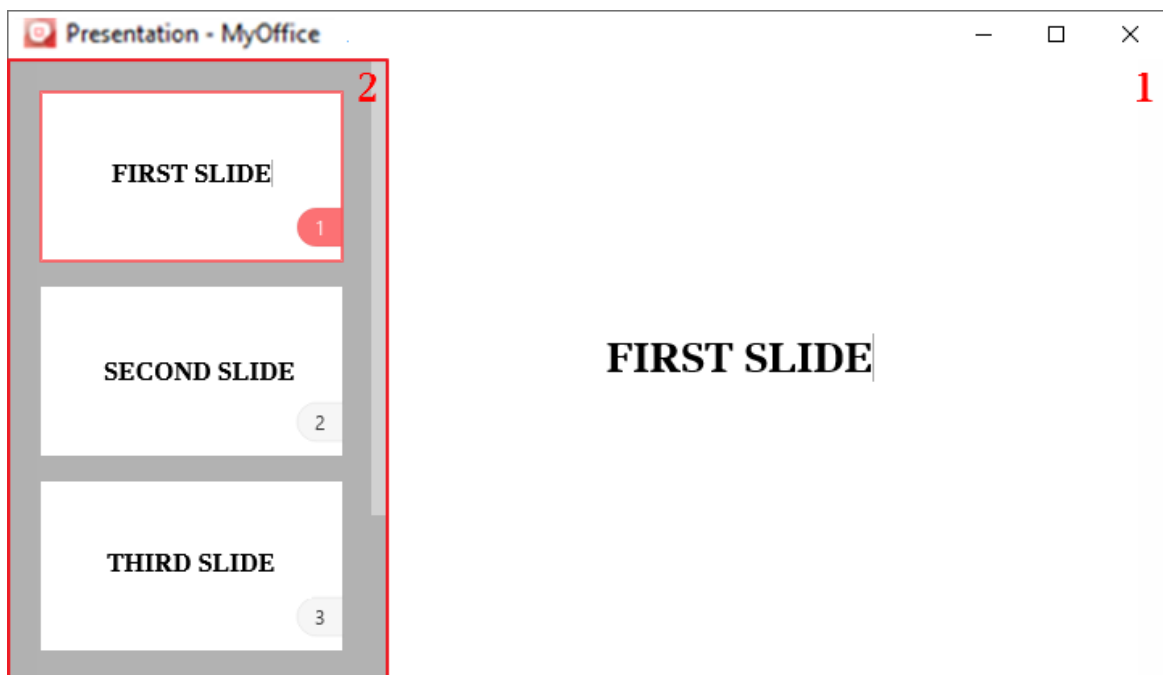 Presentation - MyOffice
2
1
FIRST SLIDE
1
SECOND SLIDE
2
THIRD SLIDE
3
FIRST SLIDE